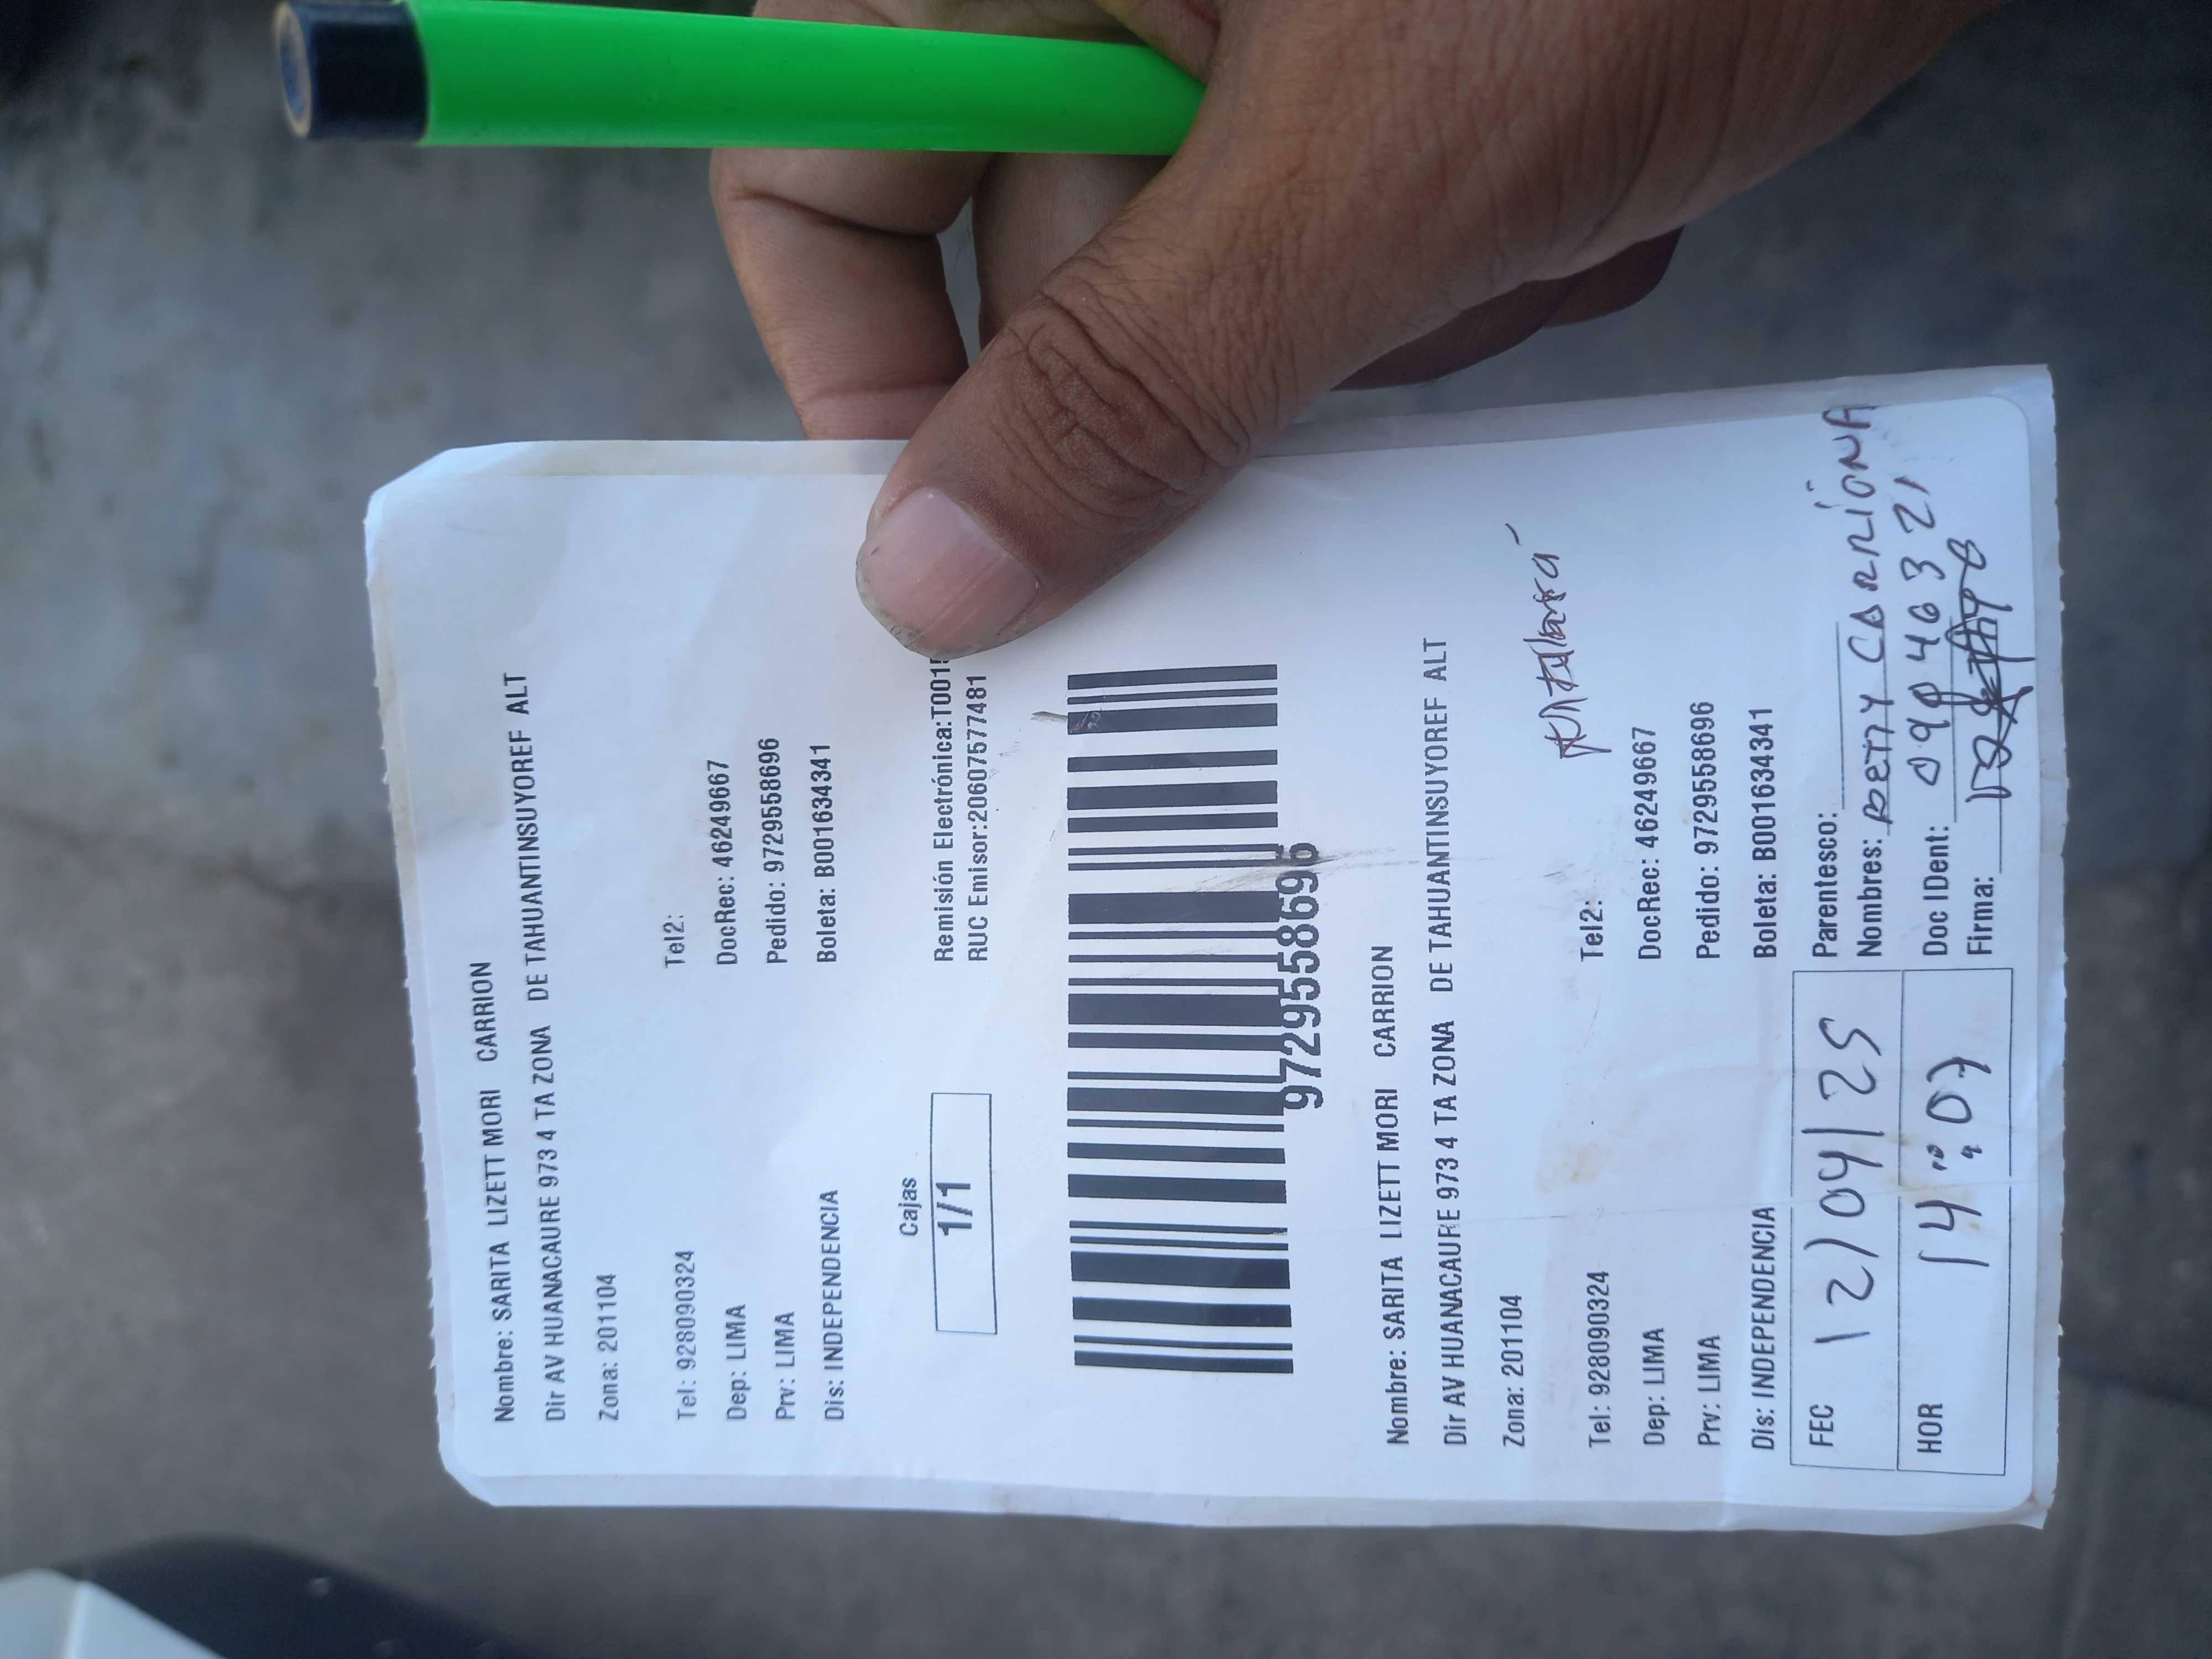 Nombre: SARITA LIZETT MORI CARRION
Dir AV HUANACAURE 973 4 TA ZONA DE TAHUANTINSUYOREF ALT
Zona: 201104
Tel: 928090324 Tel2:
Dep: LIMA DocRec: 46249667
Prv: LIMA Pedido: 9729558696
Dis: INDEPENDENCIA Boleta: B001634341
Cajas
1/1
Remisión Electrónica:T001
RUC Emisor:20607577481
9729558696
Nombre: SARITA LIZETT MORI CARRION
Dir AV HUANACAURE 973 4 TA ZONA DE TAHUANTINSUYOREF ALT
Zona: 201104
Tel: 928090324 Tel2:
Dep: LIMA DocRec: 46249667
Prv: LIMA Pedido: 9729558696
Dis: INDEPENDENCIA Boleta: B001634341
FEC 12/04/25 Parentesco:
Nombres: BETTY
HOR 14:07 Doc IDent:
Firma: